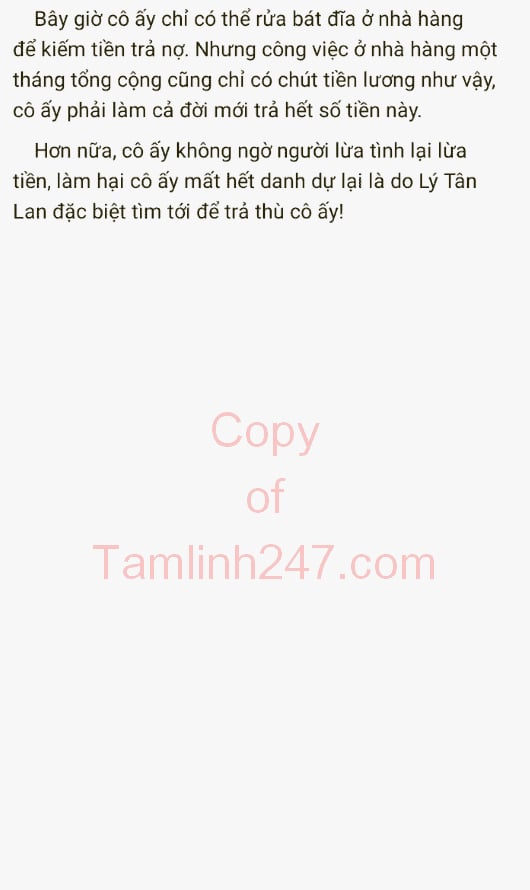 Bây giờ cô ấy chỉ có thể rửa bát đĩa ở nhà hàng
để kiếm tiền trả nợ. Nhưng công việc ở nhà hàng một
tháng tổng cộng cũng chỉ có chút tiền lương như vậy,
cô ấy phải làm cả đời mới trả hết số tiền này.
Hơn nữa, cô ấy không ngờ người lừa tình lại lừa
tiền, làm hại cô ấy mất hết danh dự lại là do Lý Tân
Lan đặc biệt tìm tới để trả thù cô ấy!
Copy
of
Tamlinh247.com